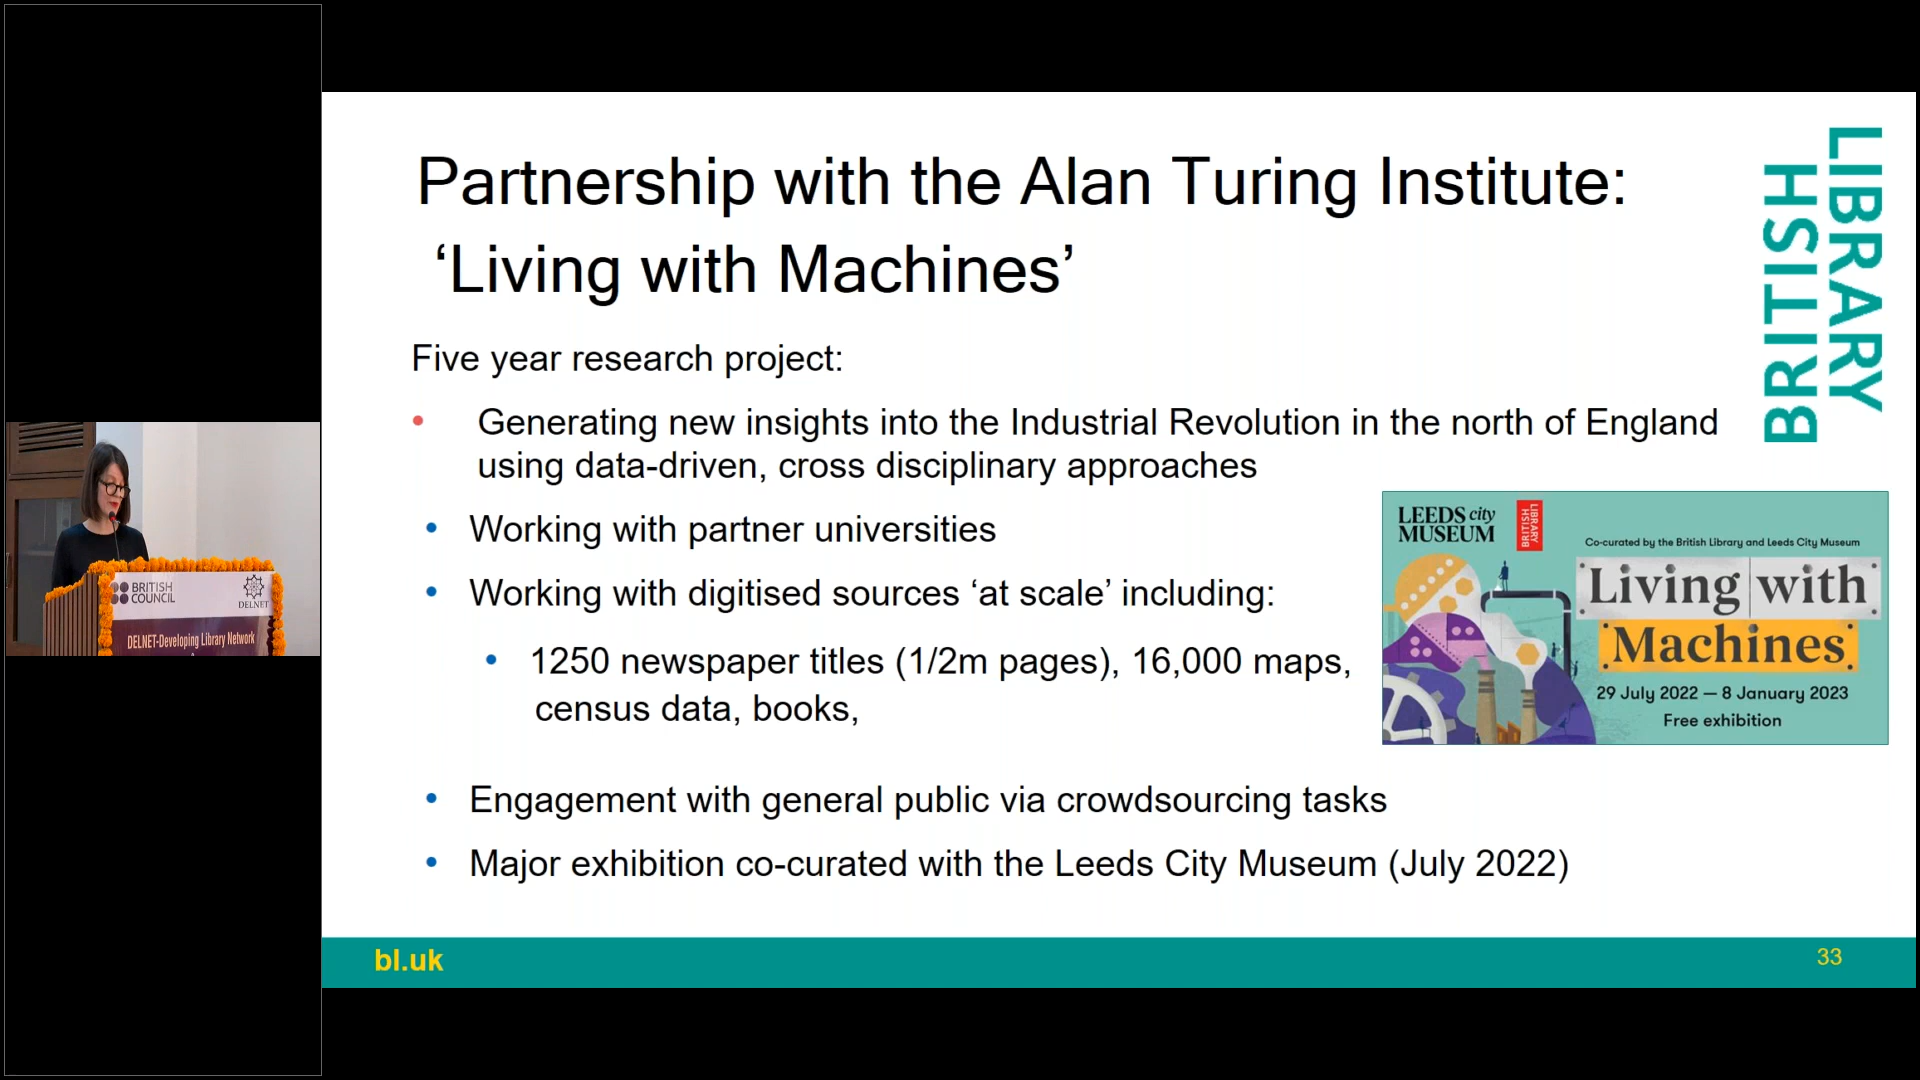 Partnership with the Alan Turing Institute:
‘Living with Machines’
LIBRARY
BRITISH
Five year research project:
• Generating new insights into the Industrial Revolution in the north of England
using data-driven, cross disciplinary approaches
• Working with partner universities
• Working with digitised sources ‘at scale’ including:
• 1250 newspaper titles (1/2m pages), 16,000 maps,
census data, books,
• Engagement with general public via crowdsourcing tasks
• Major exhibition co-curated with the Leeds City Museum (July 2022)
LEEDS city
MUSEUM
LIBRARY
BRITISH
Co-curated by the British Library and Leeds City Museum
Living with
Machines
29 July 2022 — 8 January 2023
Free exhibition
bl.uk
33
BRITISH
COUNCIL
DELNET
DELNET-Developing Library Network